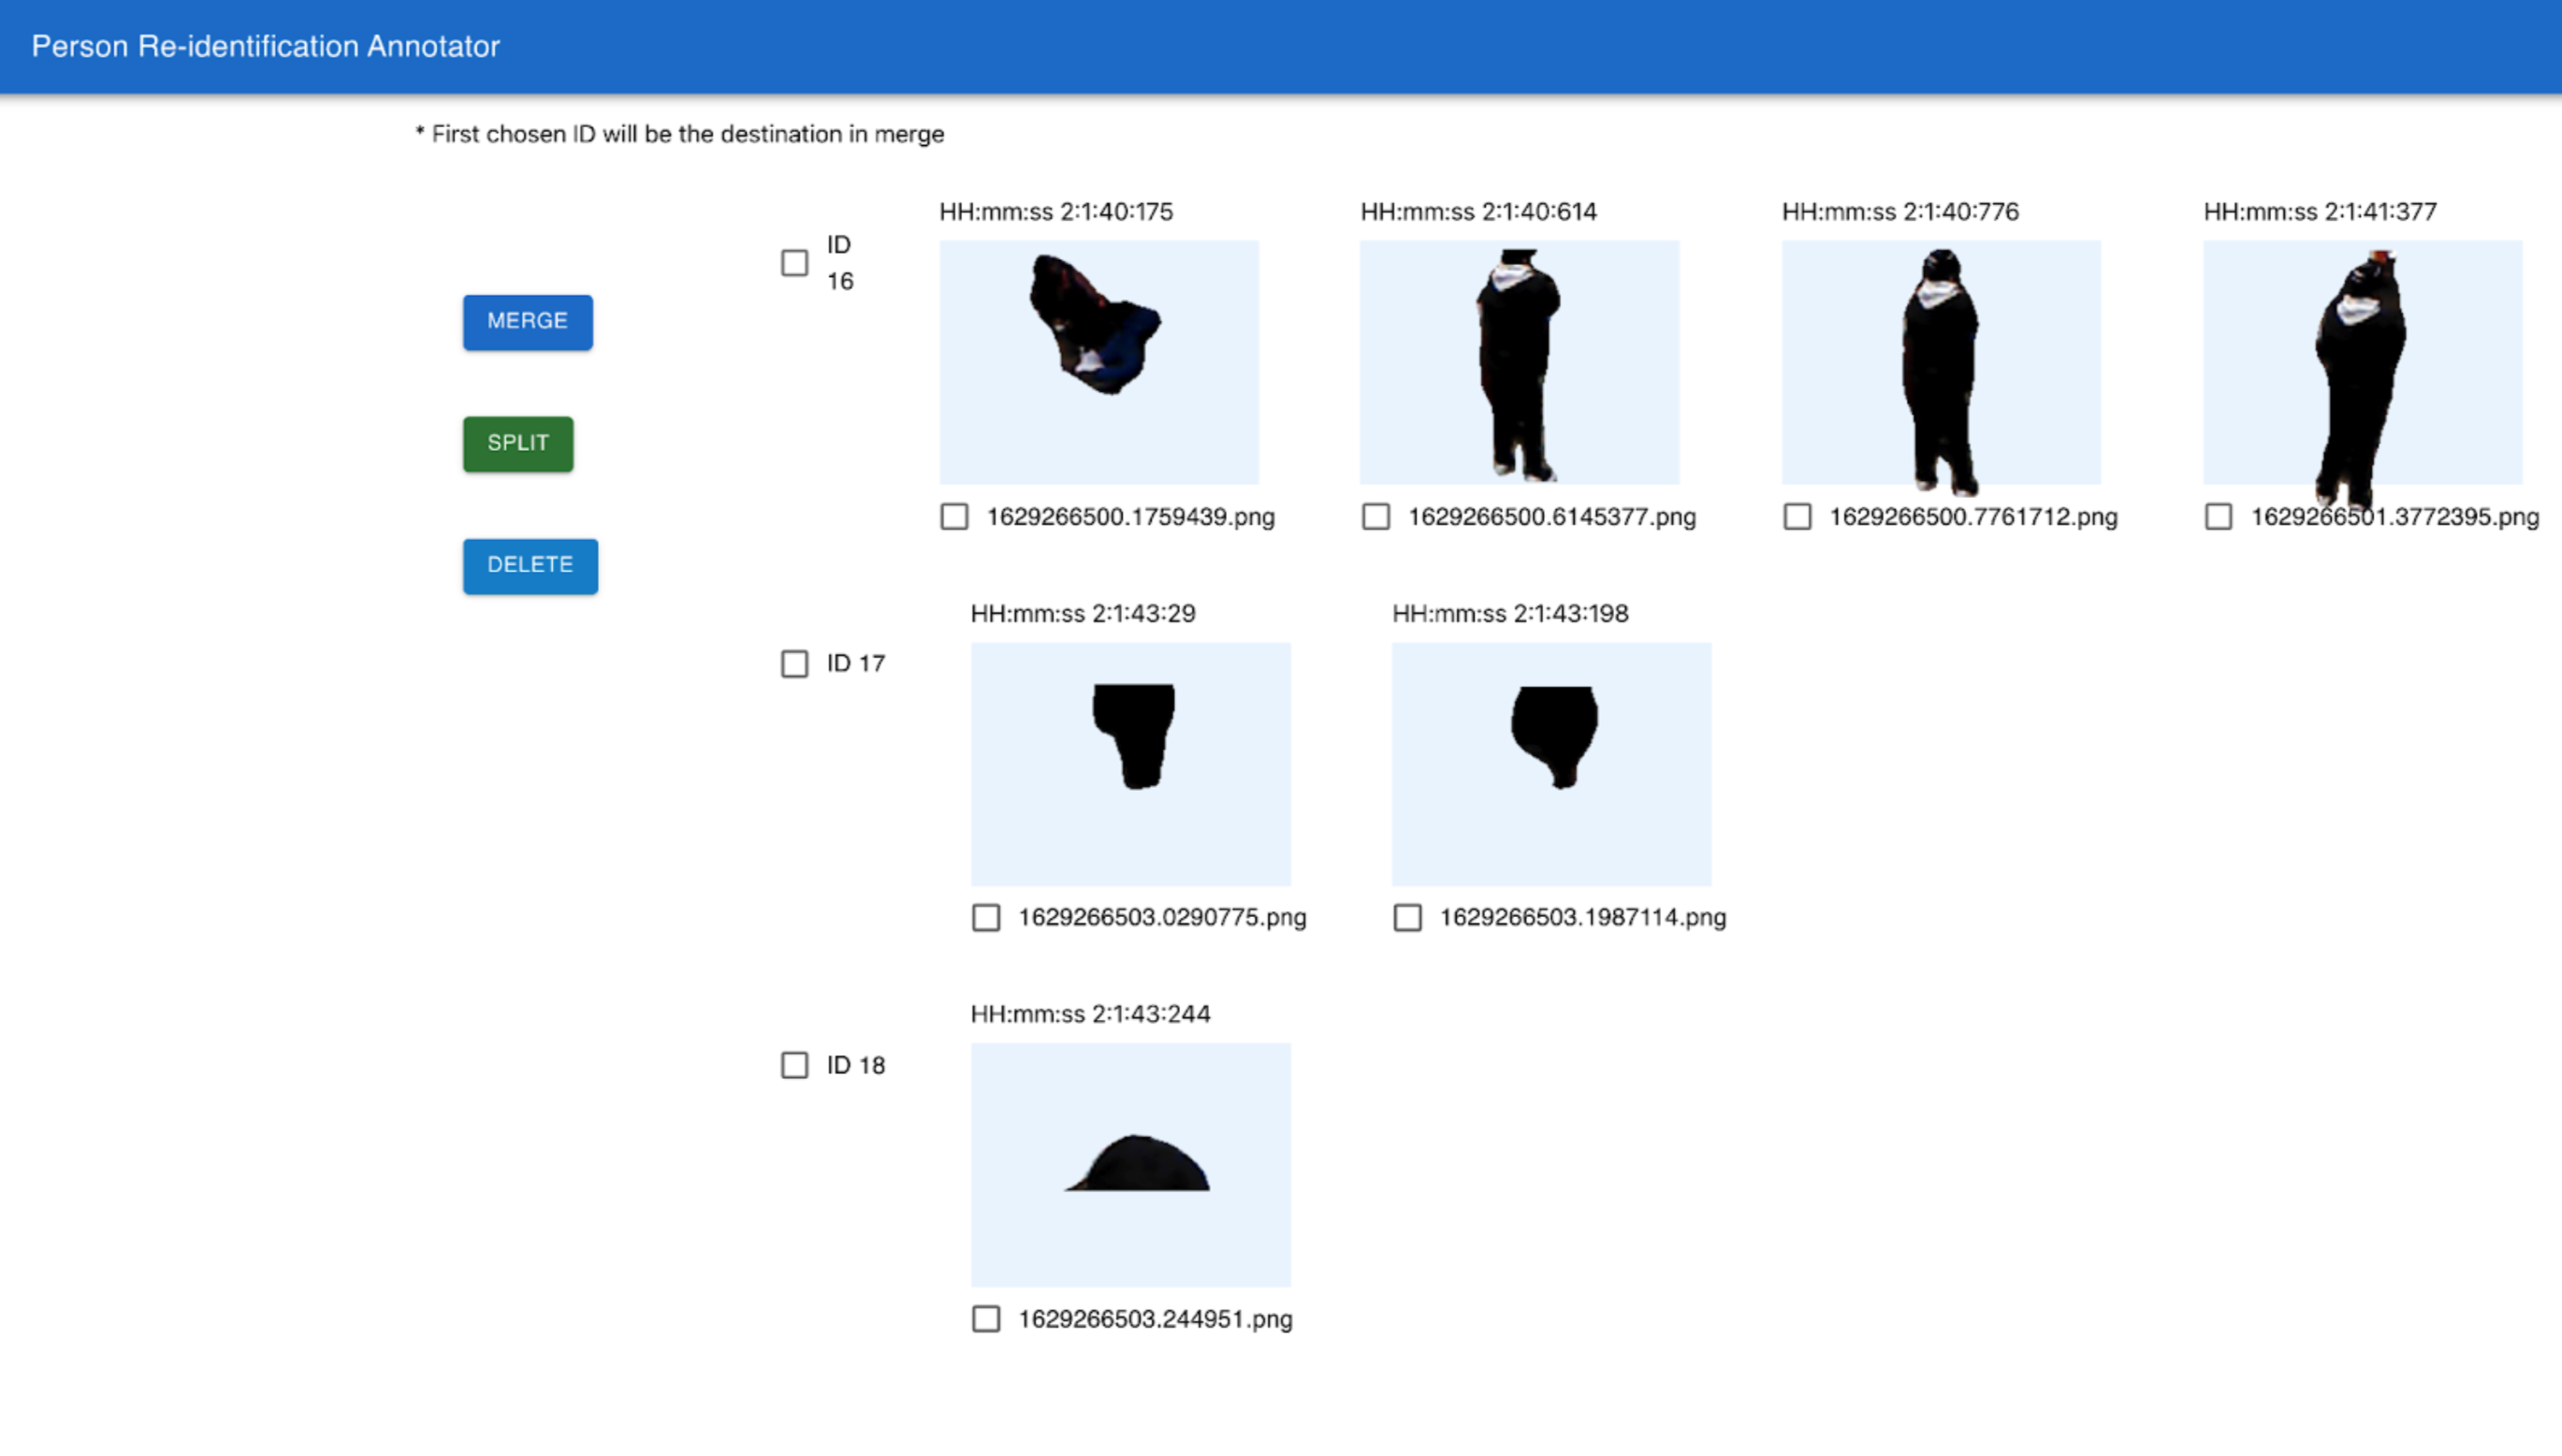 Person Re-identification Annotator
* First chosen ID will be the destination in merge
MERGE
SPLIT
DELETE
ID
16
HH:mm:ss 2:1:40:175
HH:mm:ss 2:1:40:614
HH:mm:ss 2:1:40:776
HH:mm:ss 2:1:41:377
1629266500.1759439.png
1629266500.6145377.png
1629266500.7761712.png
1629266501.3772395.png
ID 17
HH:mm:ss 2:1:43:29
HH:mm:ss 2:1:43:198
1629266503.0290775.png
1629266503.1987114.png
ID 18
HH:mm:ss 2:1:43:244
1629266503.244951.png